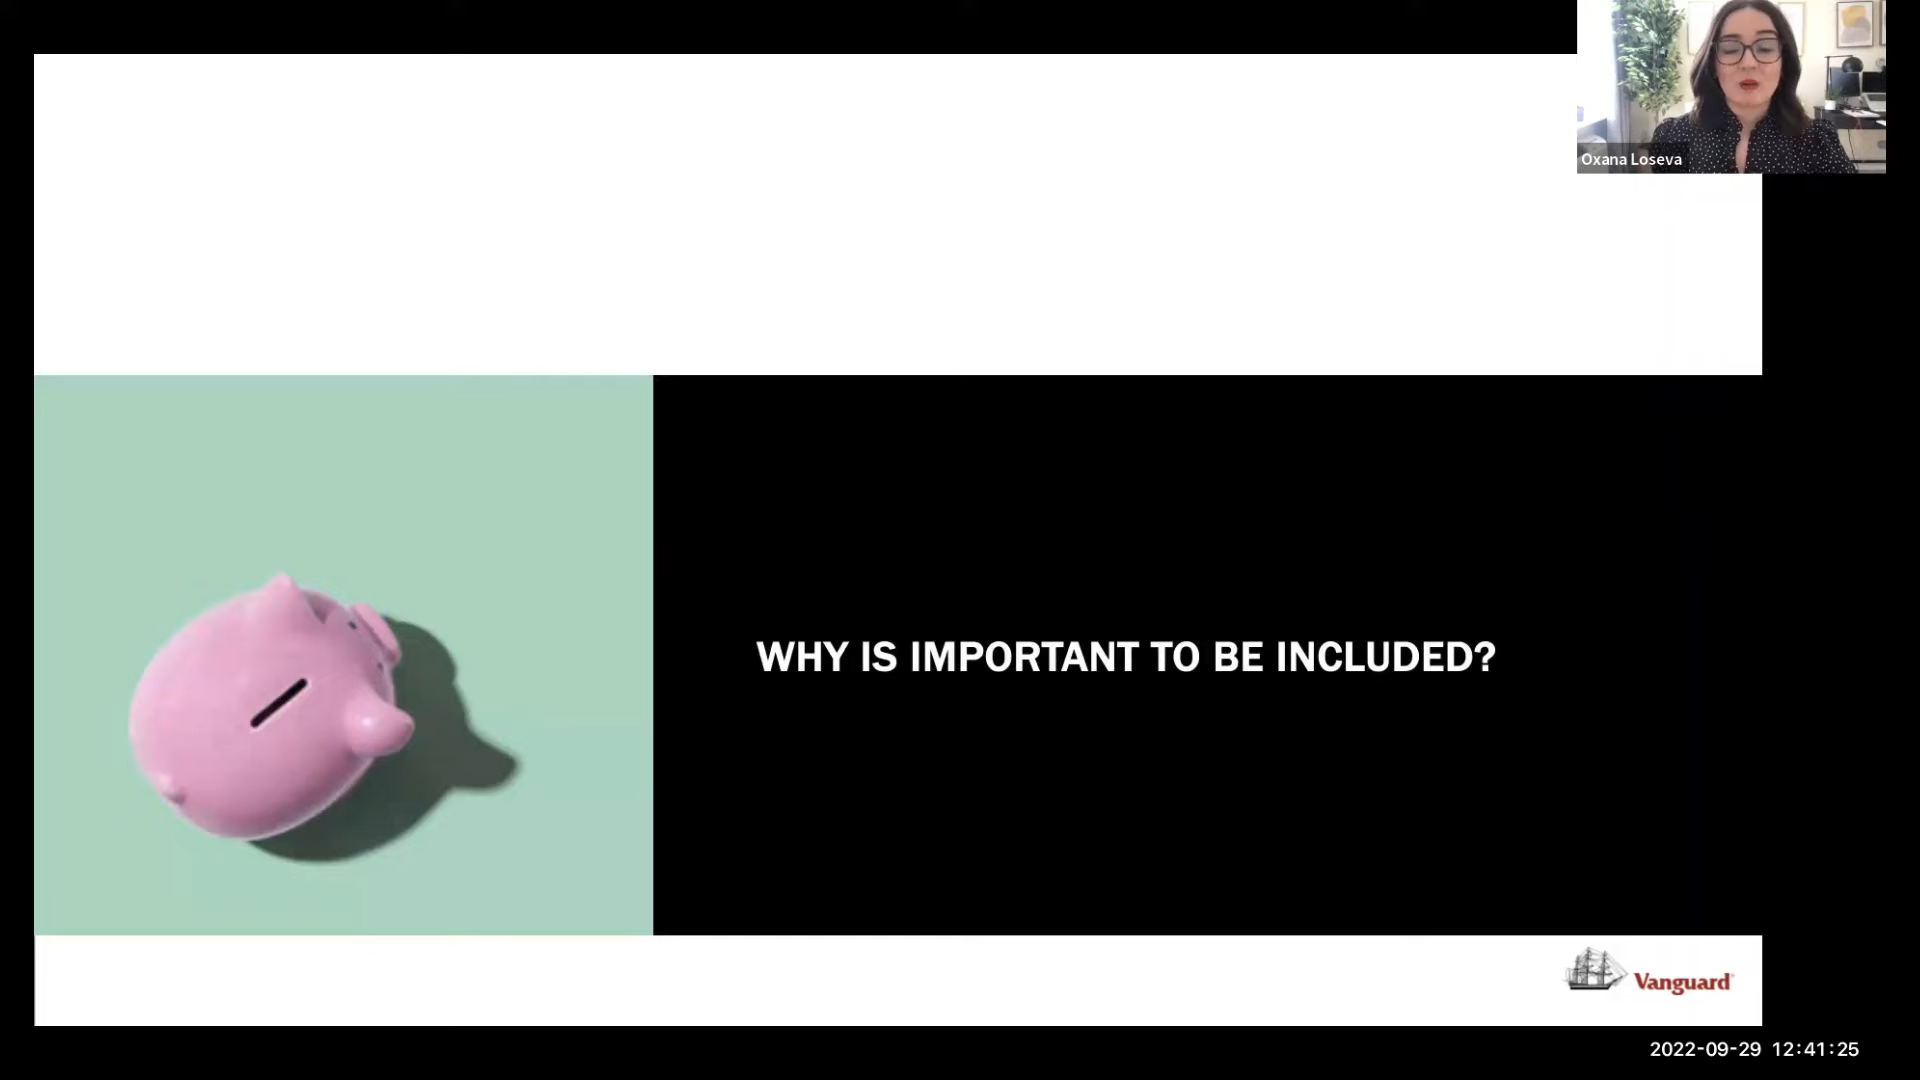 Oxana Loseva
WHY IS IMPORTANT TO BE INCLUDED?
Vanguard
2022-09-29 12:41:25